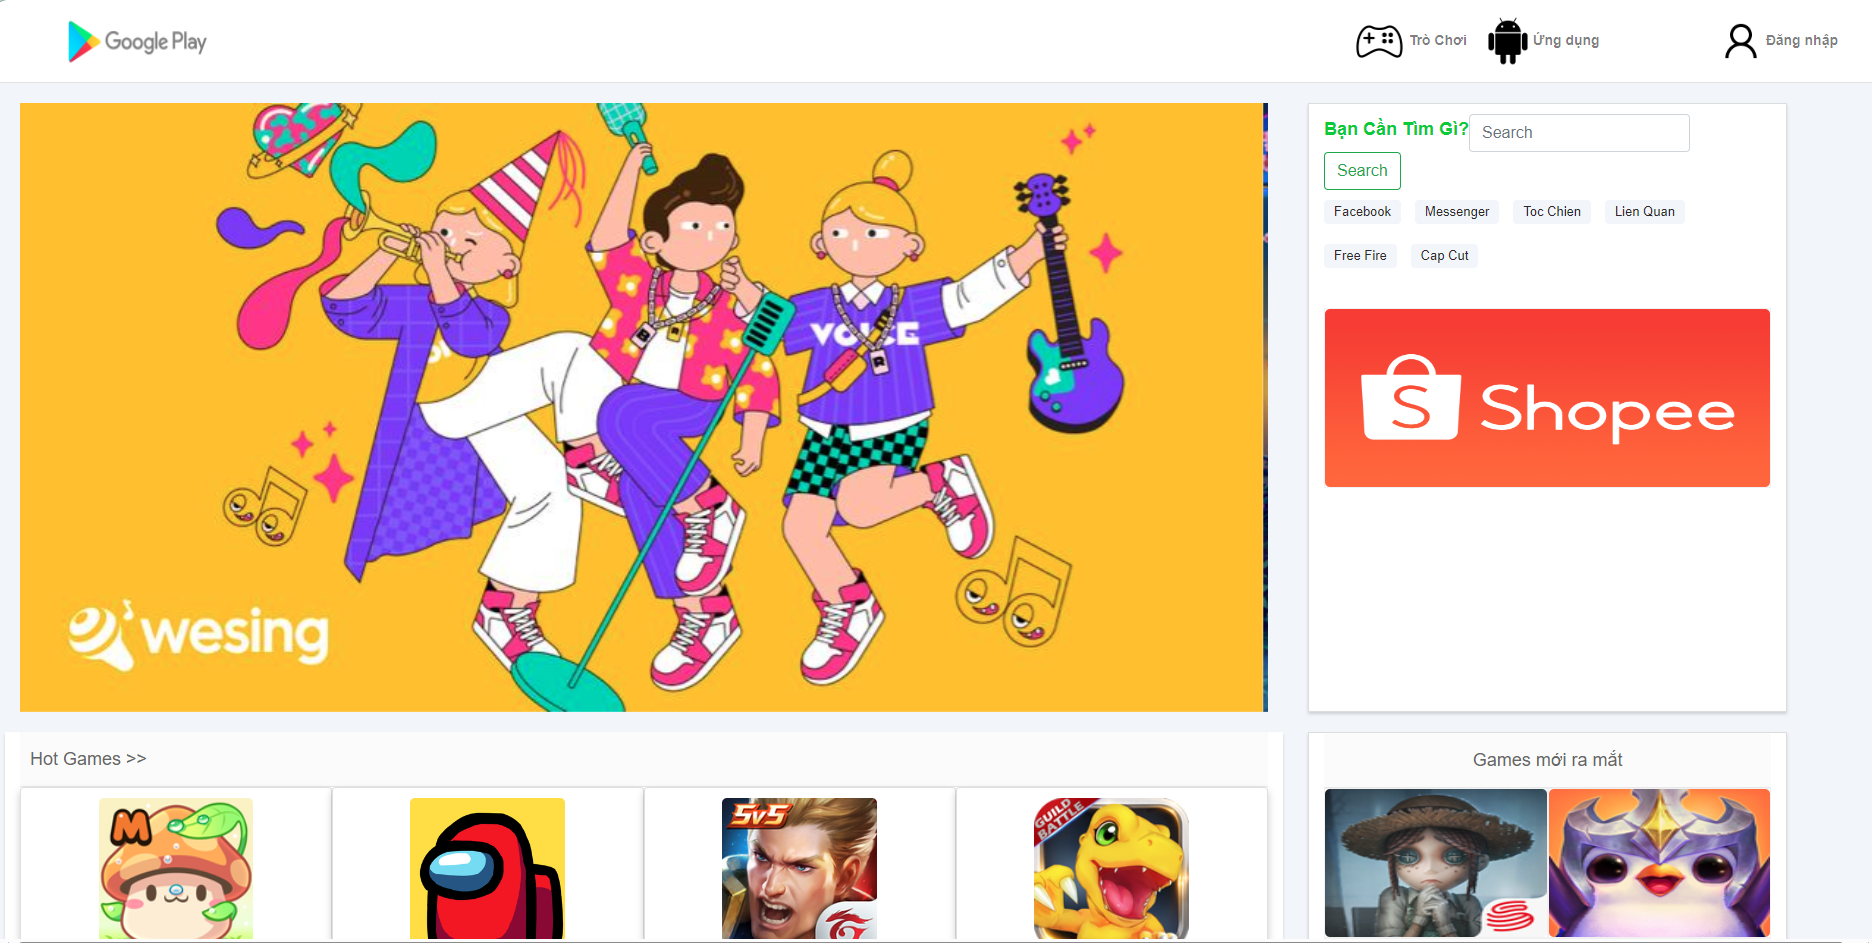 Google Play
Trò Chơi
Ứng dụng
Đăng nhập
Bạn Cần Tìm Gì?
Search
Search
Facebook
Messenger
Toc Chien
Lien Quan
Free Fire
Cap Cut
VOICE
B
R
R
wesing
S Shopee
Hot Games >>
Games mới ra mắt
M
5v5
GUILD
BATTLE